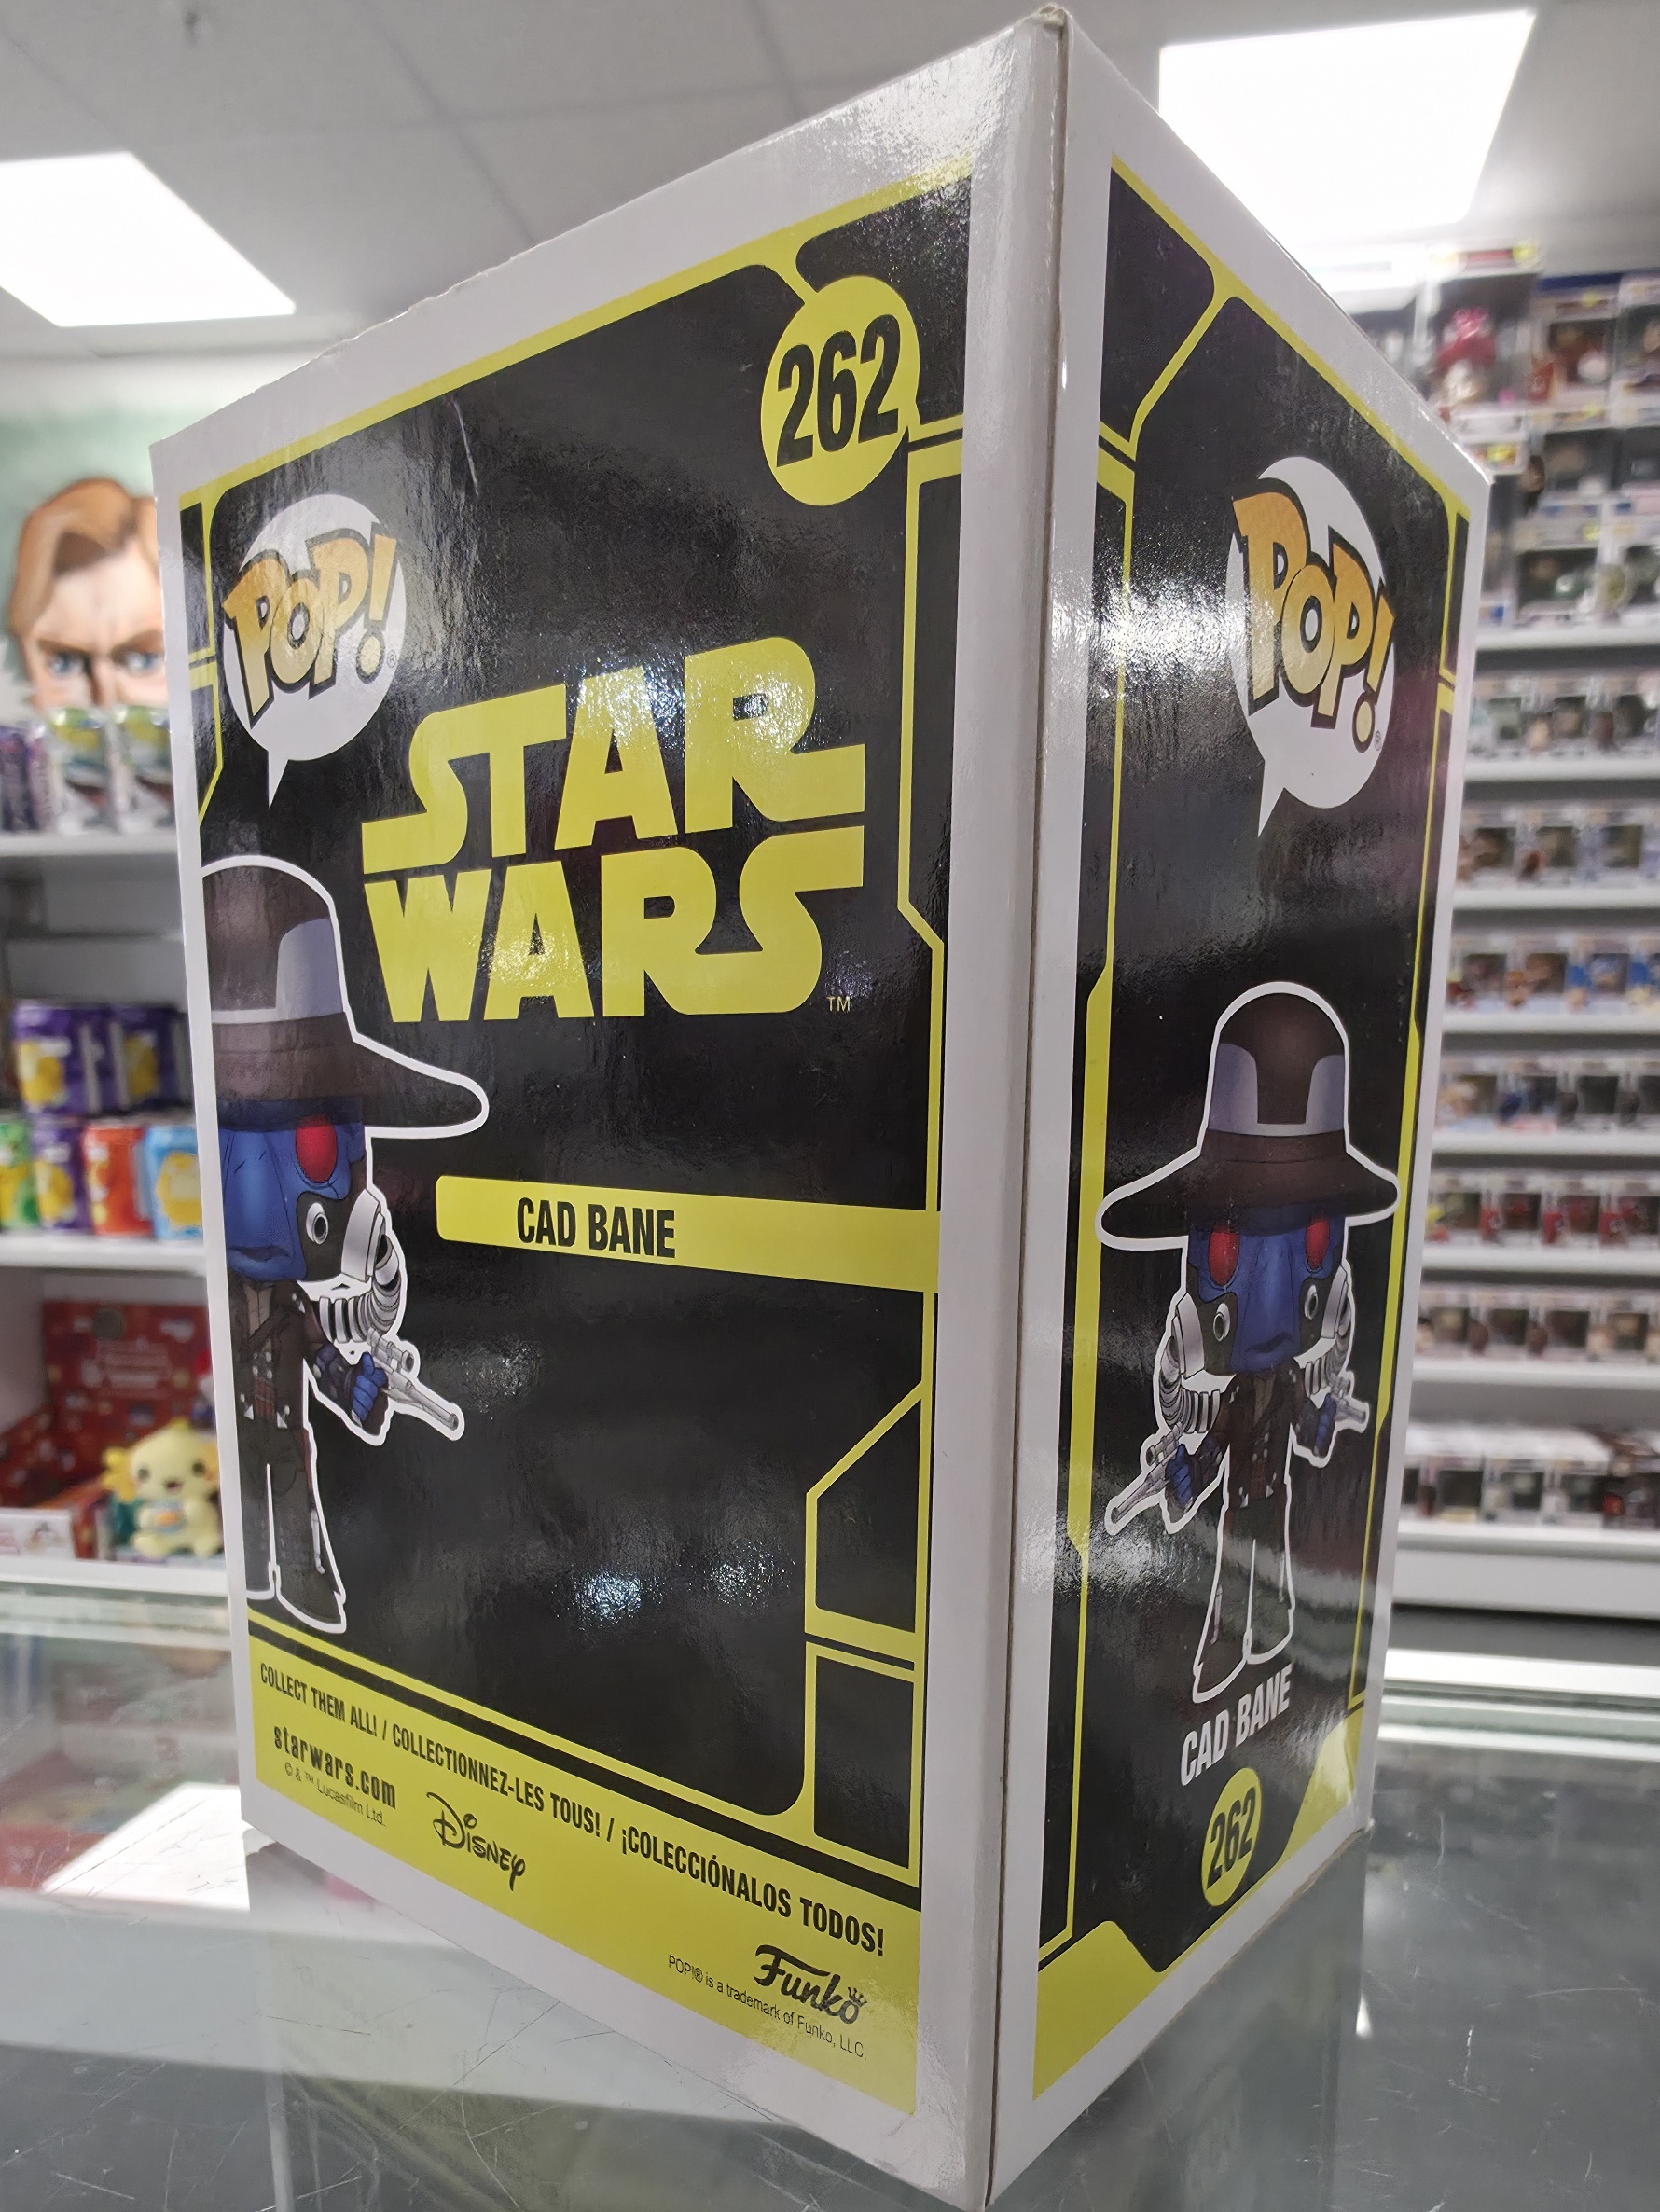 262
POP!
STAR
WARS
TM
CAD BANE
COLLECT THEM ALL! / COLLECTIONNEZ-LES TOUS! / ¡COLECCIÓNALOS TODOS!
starwars.com
© & ™ Lucasfilm Ltd.
Disney
Funko
POP!® is a trademark of Funko, LLC.
POP!
®
CAD BANE
262